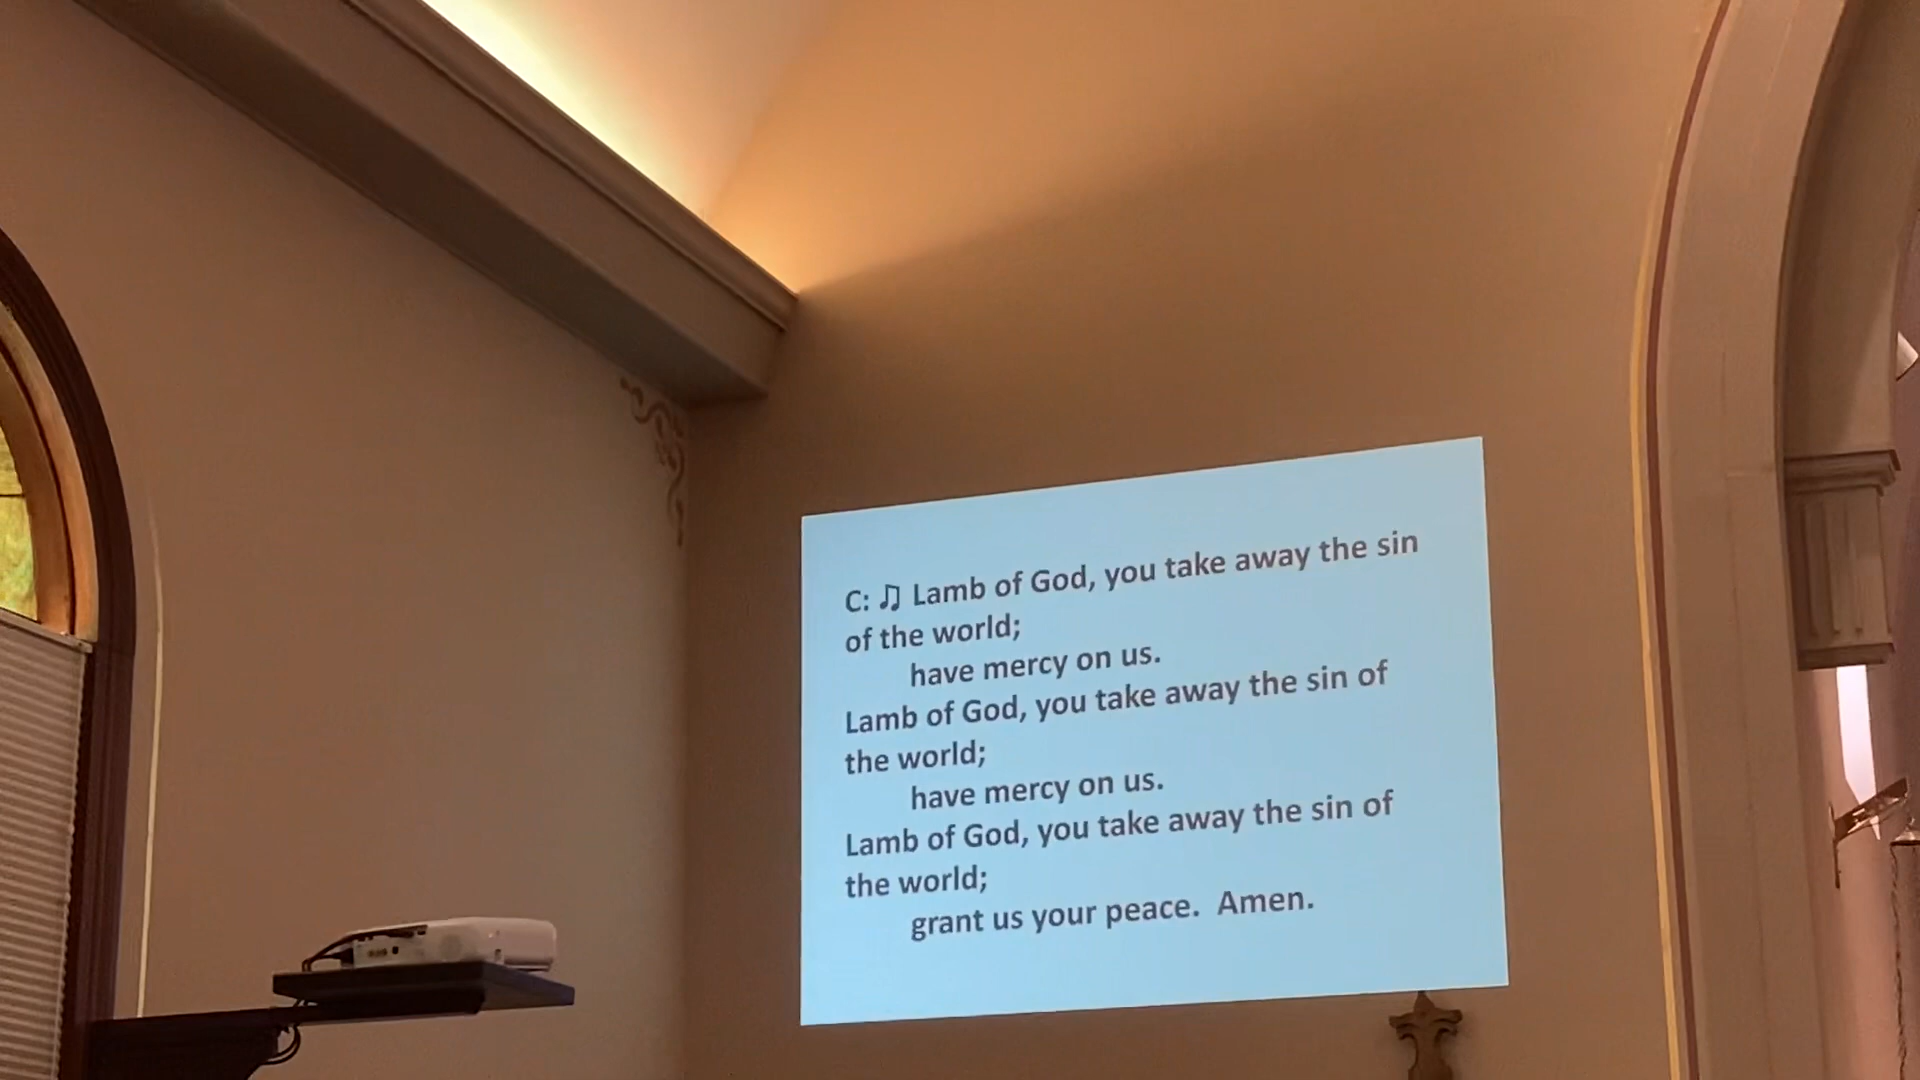 C: ♫ Lamb of God, you take away the sin
of the world;
have mercy on us.
Lamb of God, you take away the sin of
the world;
have mercy on us.
Lamb of God, you take away the sin of
the world;
grant us your peace.  Amen.